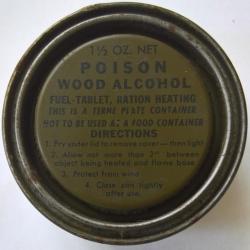 1½ OZ. NET
POISON
WOOD ALCOHOL
FUEL-TABLET, RATION HEATING
THIS IS A TERNE PLATE CONTAINER
NOT TO BE USED AS A FOOD CONTAINER
DIRECTIONS
1. Pry under lid to remove cover — then light
2. Allow not more than 2" between
object being heated and flame base
3. Protect from wind
4. Close can tightly
after use.